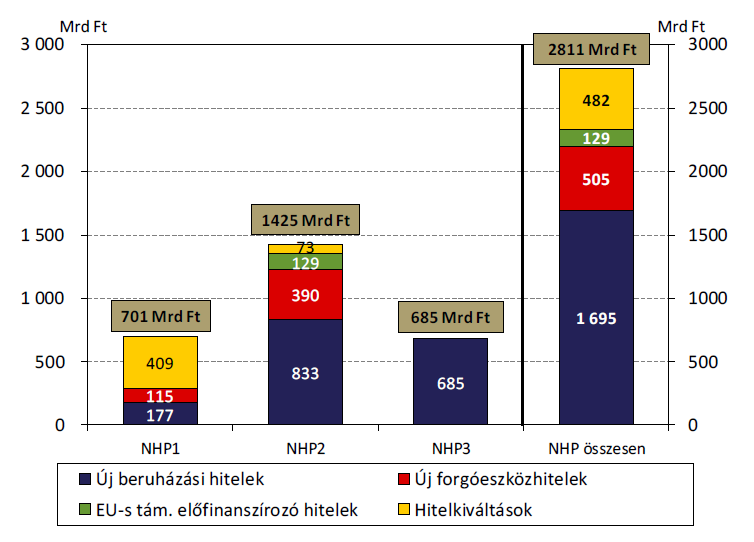 Mrd Ft
Mrd Ft
3 000
2 500
2 000
1 500
1 000
500
0
3000
2500
2000
1500
1000
500
0
701 Mrd Ft
409
115
177
1425 Mrd Ft
73
129
390
833
685 Mrd Ft
685
2811 Mrd Ft
482
129
505
1 695
NHP1
NHP2
NHP3
NHP összesen
Új beruházási hitelek
Új forgóeszközhitelek
EU-s tám. előfinanszírozó hitelek
Hitelkiváltások